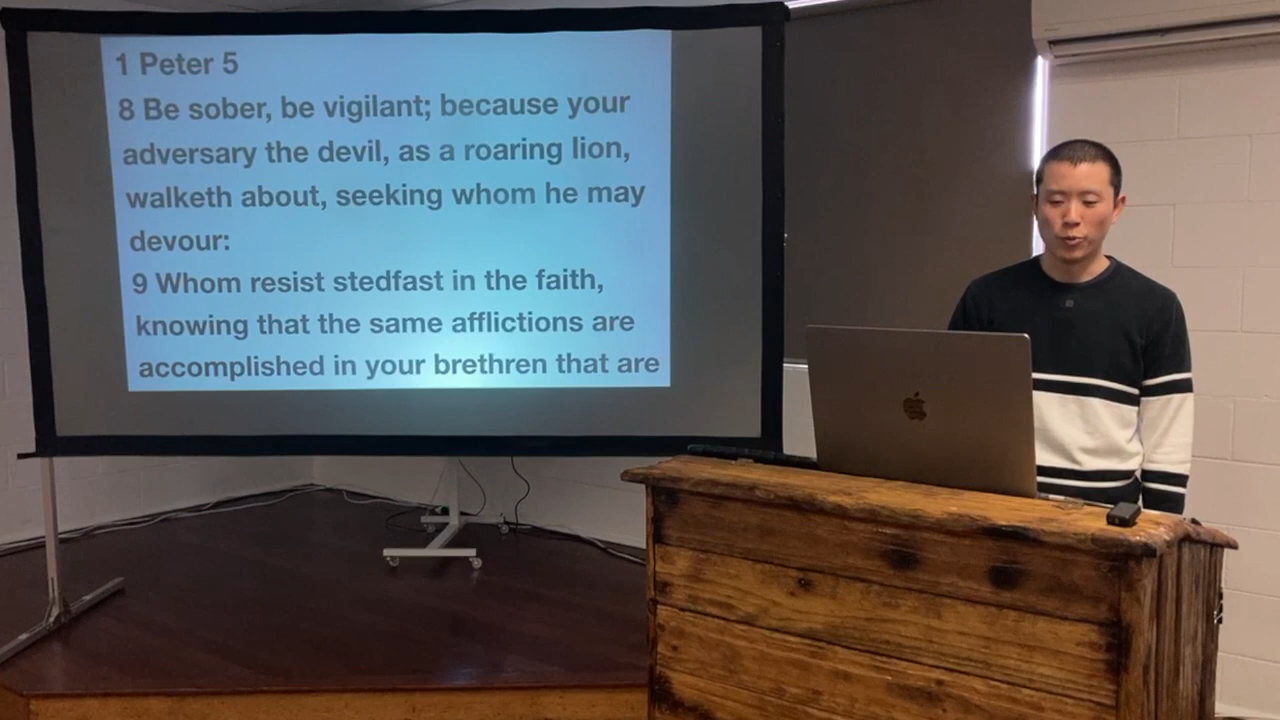 1 Peter 5
8 Be sober, be vigilant; because your
adversary the devil, as a roaring lion,
walketh about, seeking whom he may
devour:
9 Whom resist stedfast in the faith,
knowing that the same afflictions are
accomplished in your brethren that are